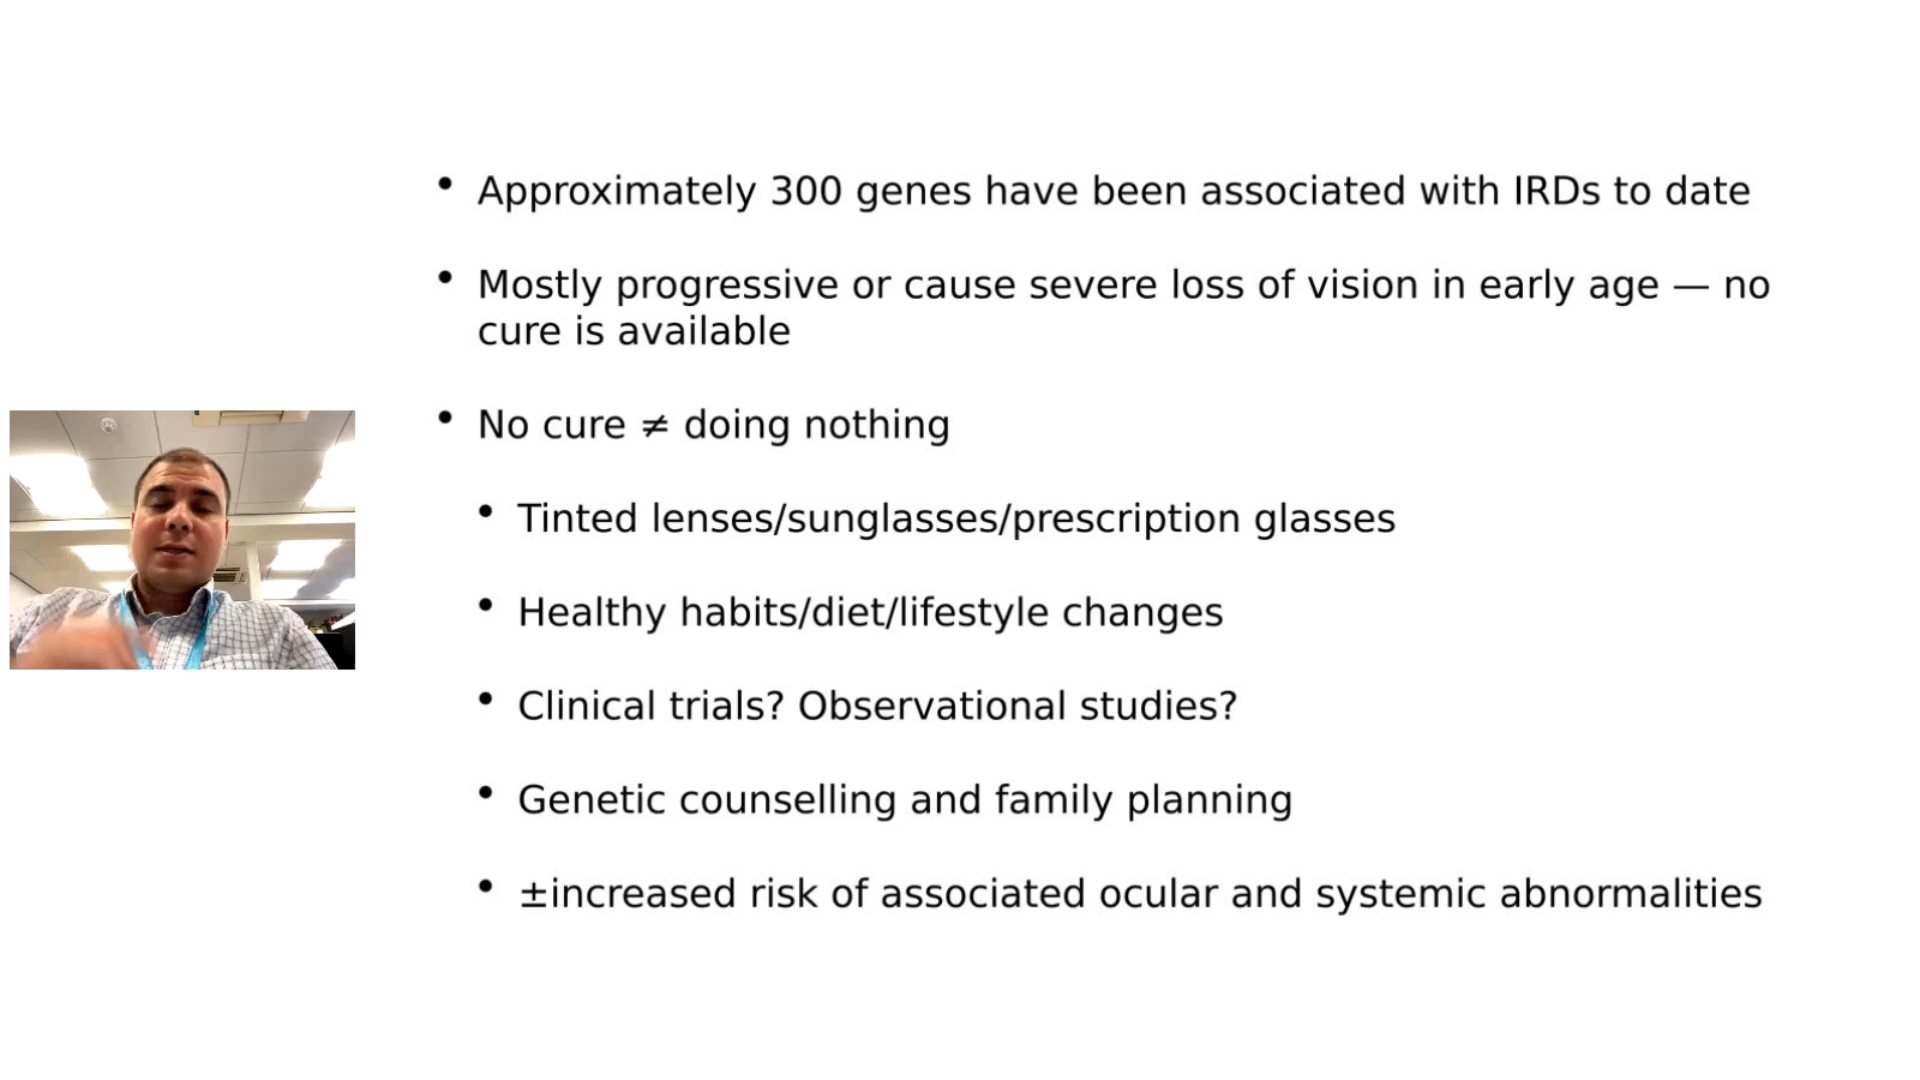 • Approximately 300 genes have been associated with IRDs to date
• Mostly progressive or cause severe loss of vision in early age — no
cure is available
• No cure ≠ doing nothing
• Tinted lenses/sunglasses/prescription glasses
• Healthy habits/diet/lifestyle changes
• Clinical trials? Observational studies?
• Genetic counselling and family planning
• ±increased risk of associated ocular and systemic abnormalities